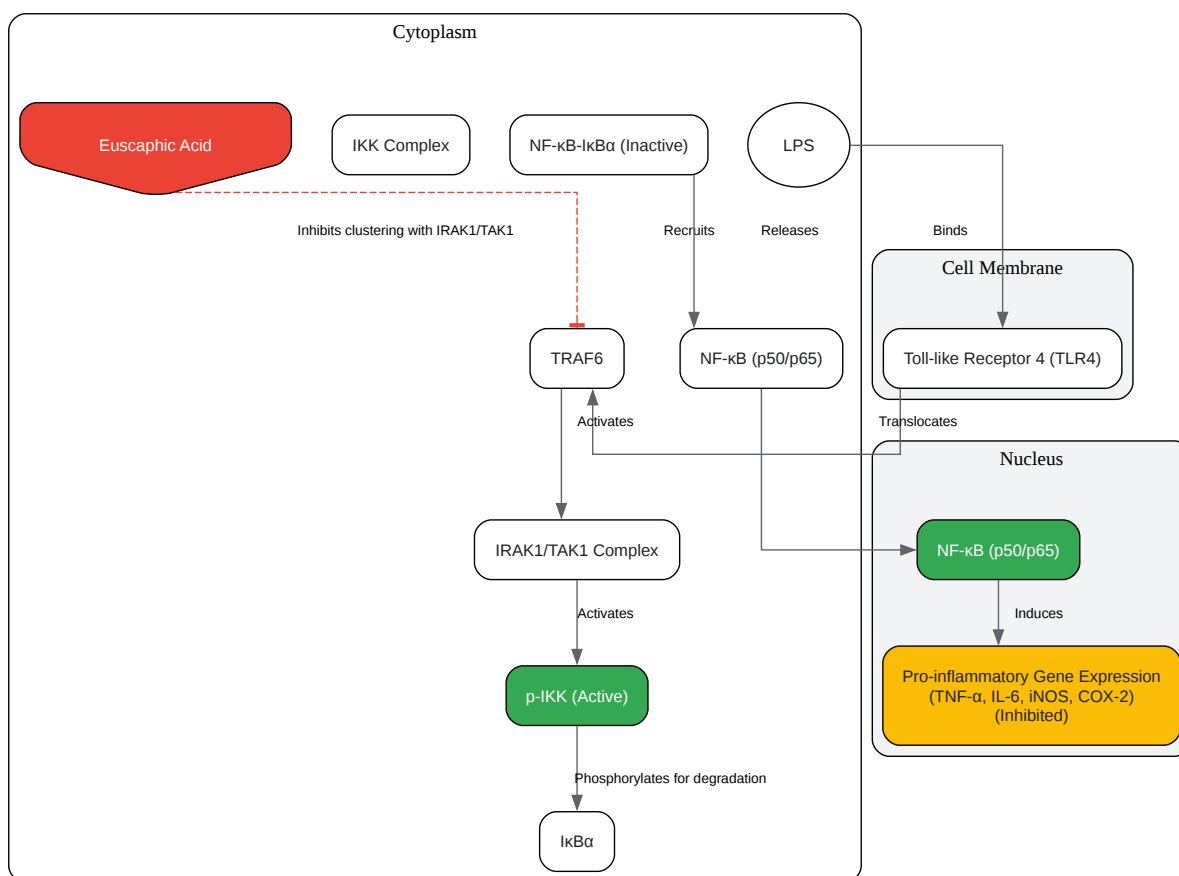 Cytoplasm
Euscaphic Acid
IKK Complex
NF-κB-IκBα (Inactive)
LPS
Inhibits clustering with IRAK1/TAK1
Recruits
Releases
Binds
Cell Membrane
TRAF6
NF-κB (p50/p65)
Toll-like Receptor 4 (TLR4)
Activates
Translocates
Nucleus
IRAK1/TAK1 Complex
NF-κB (p50/p65)
Activates
Induces
p-IKK (Active)
Pro-inflammatory Gene Expression
(TNF-α, IL-6, iNOS, COX-2)
(Inhibited)
Phosphorylates for degradation
IκBα